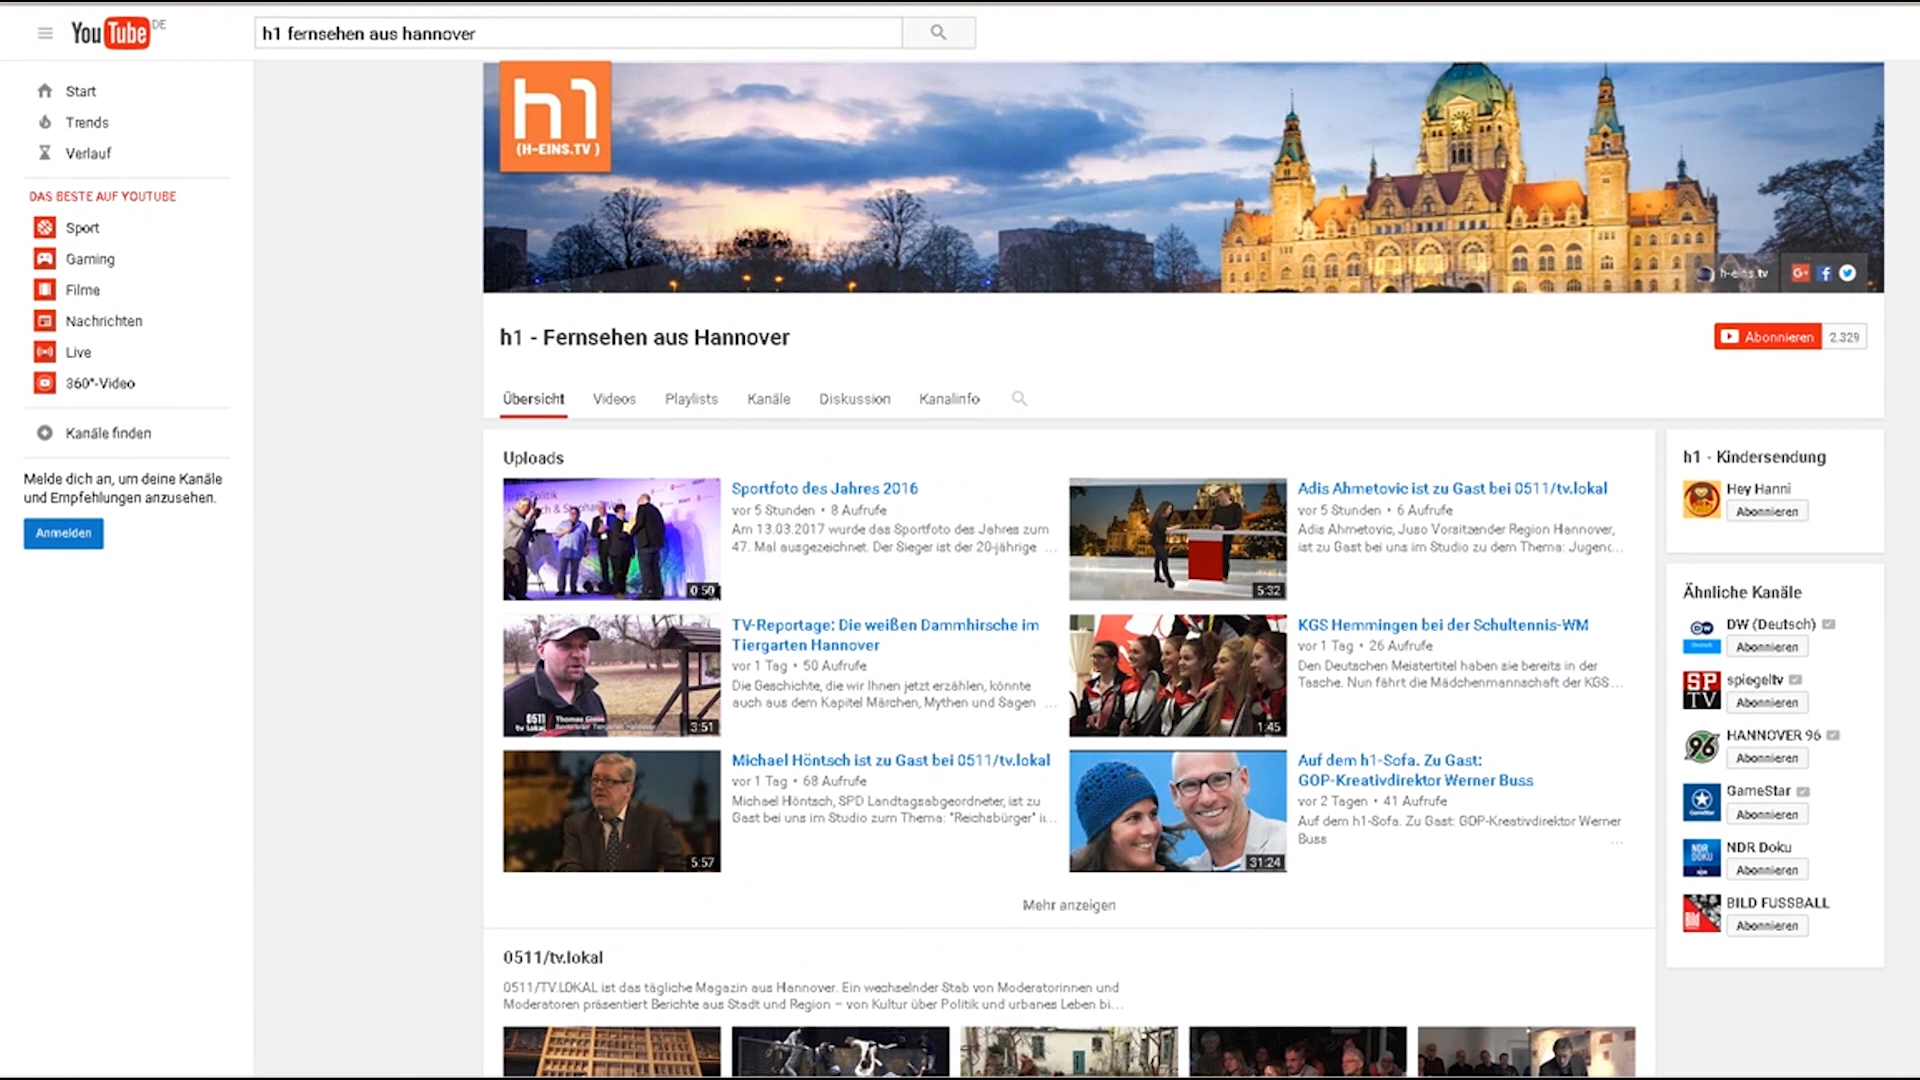 YouTube DE
h1 fernsehen aus hannover
Start
Trends
Verlauf
DAS BESTE AUF YOUTUBE
Sport
Gaming
Filme
Nachrichten
Live
360°-Video
Kanäle finden
Melde dich an, um deine Kanäle
und Empfehlungen anzusehen.
Anmelden
h1
(H-EINS.TV)
h-eins.tv
h1 - Fernsehen aus Hannover
Abonnieren 2.329
Übersicht Videos Playlists Kanäle Diskussion Kanalinfo
Uploads
Sportfoto des Jahres 2016
vor 5 Stunden • 8 Aufrufe
Am 13.03.2017 wurde das Sportfoto des Jahres zum
47. Mal ausgezeichnet. Der Sieger ist der 20-jährige ...
0:50
Adis Ahmetovic ist zu Gast bei 0511/tv.lokal
vor 5 Stunden • 6 Aufrufe
Adis Ahmetovic, Juso Vorsitzender Region Hannover,
ist zu Gast bei uns im Studio zu dem Thema: Jugenc...
5:32
TV-Reportage: Die weißen Dammhirsche im
Tiergarten Hannover
vor 1 Tag • 50 Aufrufe
Die Geschichte, die wir Ihnen jetzt erzählen, könnte
auch aus dem Kapitel Märchen, Mythen und Sagen ...
0511
tv.lokal
3:51
KGS Hemmingen bei der Schultennis-WM
vor 1 Tag • 26 Aufrufe
Den Deutschen Meistertitel haben sie bereits in der
Tasche. Nun fährt die Mädchenmannschaft der KGS...
1:45
Michael Höntsch ist zu Gast bei 0511/tv.lokal
vor 1 Tag • 68 Aufrufe
Michael Höntsch, SPD Landtagsabgeordneter, ist zu
Gast bei uns im Studio zum Thema: "Reichsbürger" i...
5:57
Auf dem h1-Sofa. Zu Gast:
GOP-Kreativdirektor Werner Buss
vor 2 Tagen • 41 Aufrufe
Auf dem h1-Sofa. Zu Gast: GOP-Kreativdirektor Werner
Buss ...
31:24
Mehr anzeigen
0511/tv.lokal
0511/TV.LOKAL ist das tägliche Magazin aus Hannover. Ein wechselnder Stab von Moderatorinnen und
Moderatoren präsentiert Berichte aus Stadt und Region – von Kultur über Politik und urbanes Leben bi...
h1 - Kindersendung
Hey Hanni
Abonnieren
Ähnliche Kanäle
DW (Deutsch)
Abonnieren
spiegeltv
Abonnieren
HANNOVER 96
Abonnieren
GameStar
Abonnieren
NDR Doku
Abonnieren
BILD FUSSBALL
Abonnieren